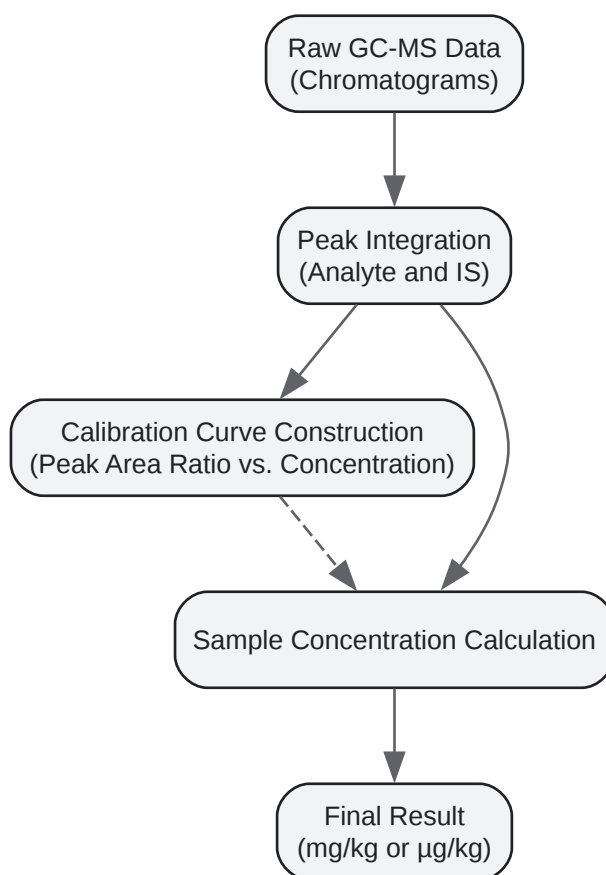 Raw GC-MS Data
(Chromatograms)
Peak Integration
(Analyte and IS)
Calibration Curve Construction
(Peak Area Ratio vs. Concentration)
Sample Concentration Calculation
Final Result
(mg/kg or µg/kg)